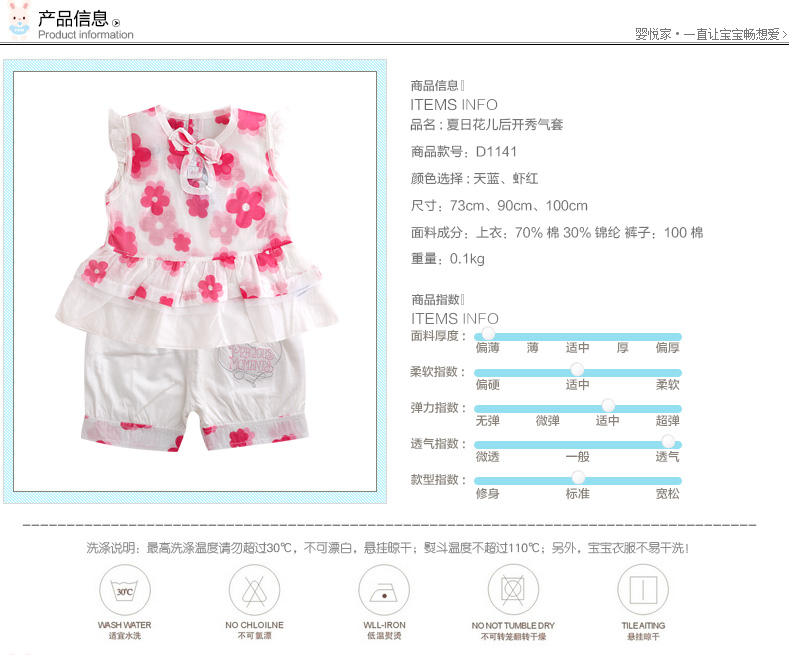 产品信息
Product information
婴悦家•一直让宝宝畅想爱
商品信息
ITEMS INFO
品名:夏日花儿后开秀气套
商品款号：D1141
颜色选择:天蓝、虾红
尺寸：73cm、90cm、100cm
面料成分：上衣：70% 棉 30% 锦纶 裤子：100 棉
重量：0.1kg
商品指数
ITEMS INFO
面料厚度：
偏薄 薄 适中 厚 偏厚
柔软指数：
偏硬 适中 柔软
弹力指数：
无弹 微弹 适中 超弹
透气指数：
微透 一般 透气
款型指数：
修身 标准 宽松
PRECIOUS
MOMENTS
洗涤说明：最高洗涤温度请勿超过30℃，不可漂白，悬挂晾干；熨斗温度不超过110℃；另外，宝宝衣服不易干洗！
30℃
WASH WATER
适宜水洗
NO CHLOILNE
不可氯漂
WLL-IRON
低温熨烫
NO NOT TUMBLE DRY
不可转笼翻转干燥
TILEAITING
悬挂晾干